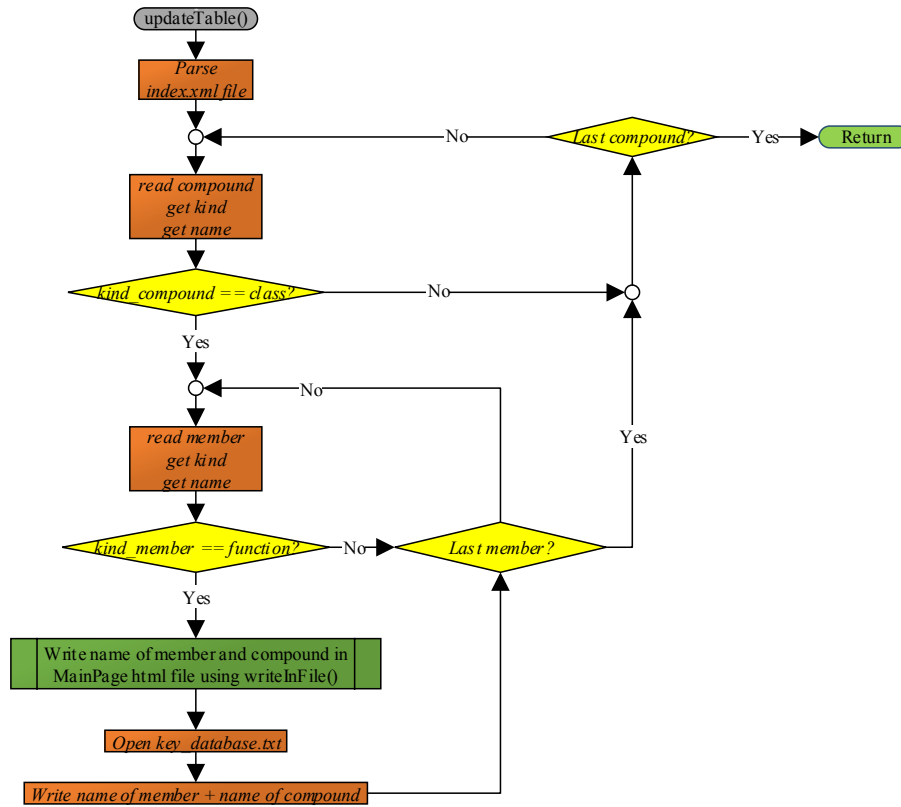 updateTable()
Parse
index.xml file
No
Last compound?
Yes
Return
read compound
get kind
get name
kind_compound == class?
No
Yes
No
read member
get kind
get name
Yes
kind_member == function?
No
Last member?
Yes
Write name of member and compound in
MainPage html file using writeInFile()
Open key_database.txt
Write name of member + name of compound